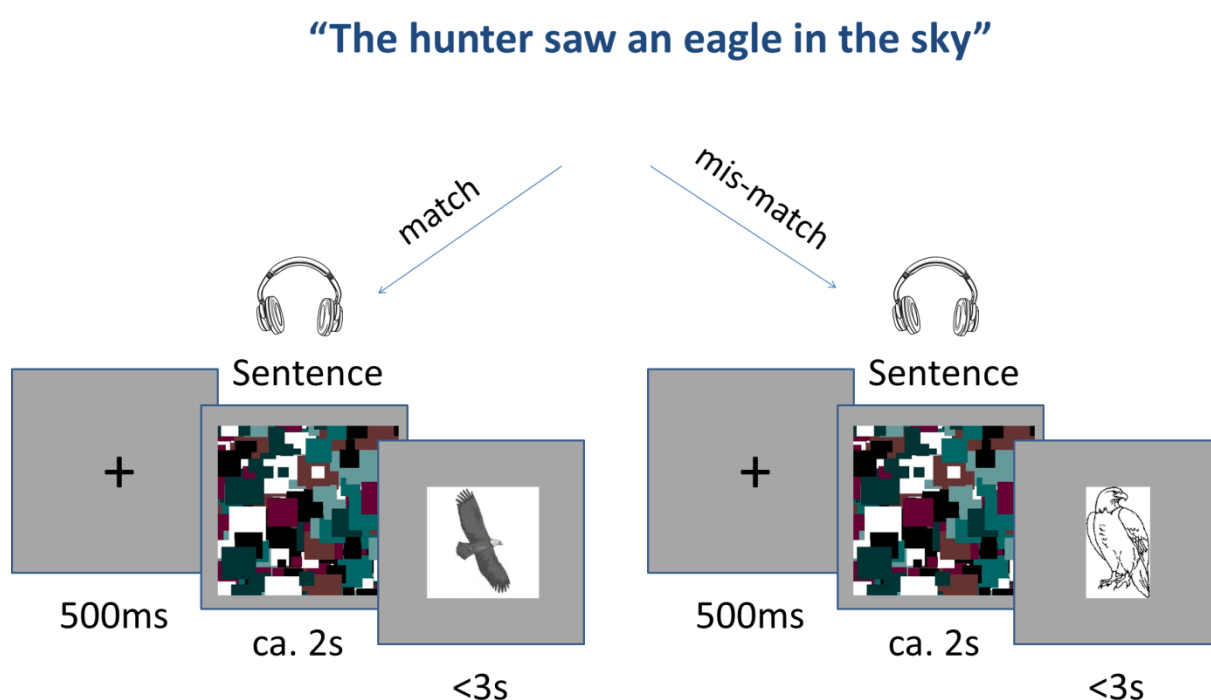 “The hunter saw an eagle in the sky”
match
mis-match
Sentence
Sentence
+
+
500ms
ca. 2s
<3s
500ms
ca. 2s
<3s